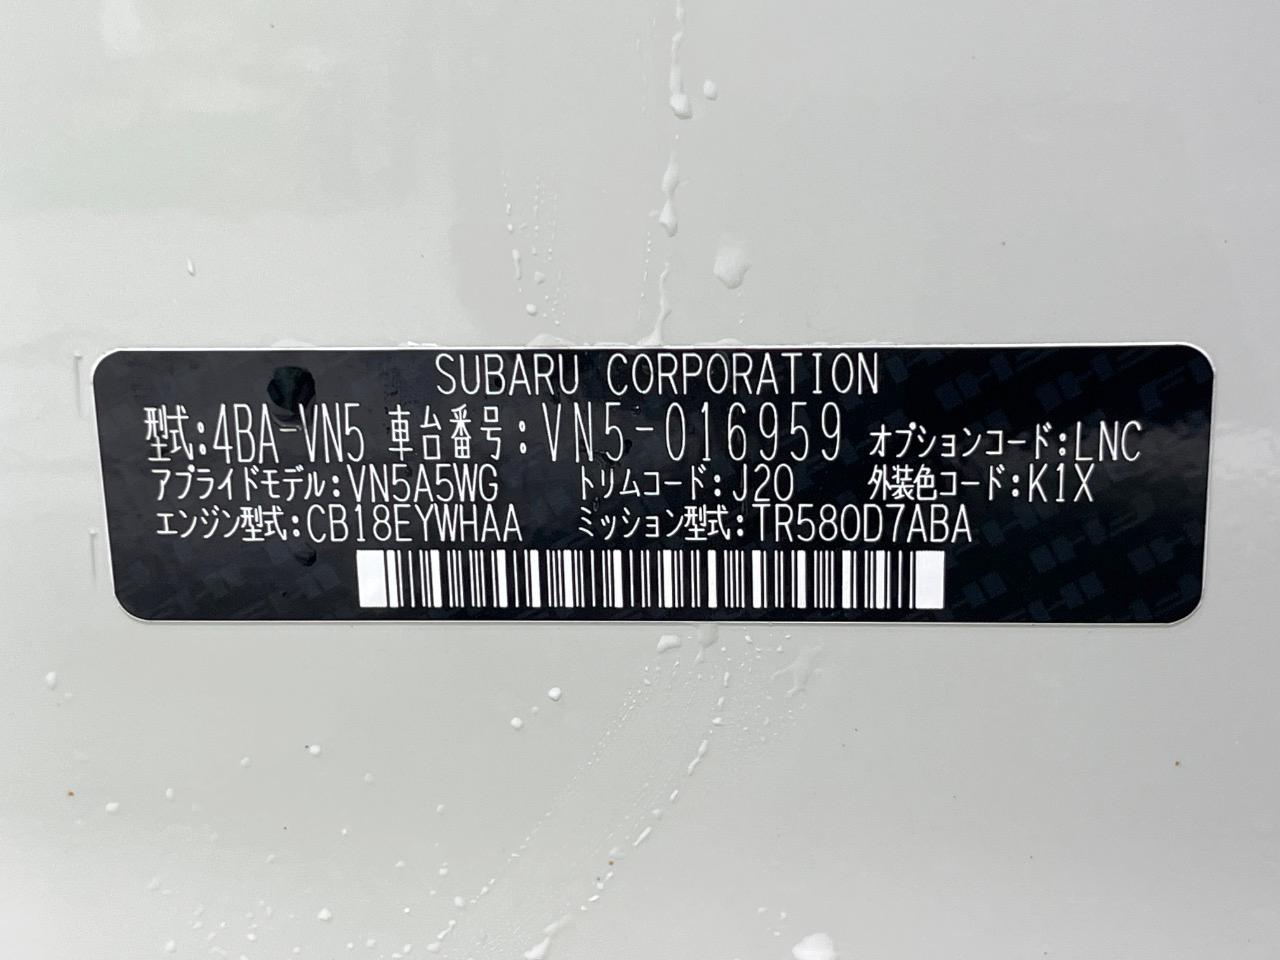 SUBARU CORPORATION
型式:4BA-VN5 車台番号:VN5-016959 オプションコード:LNC
アプライドモデル:VN5A5WG トリムコード:J20 外装色コード:K1X
エンジン型式:CB18EYWHAA ミッション型式:TR580D7ABA